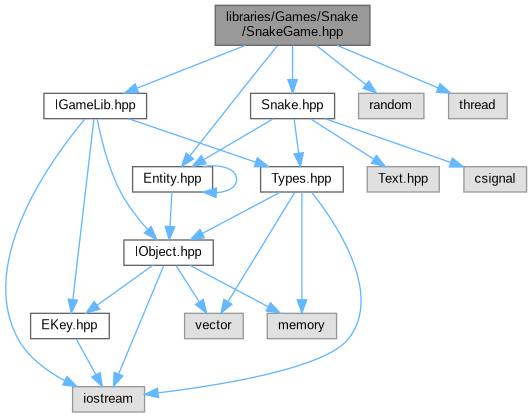 libraries/Games/Snake
/SnakeGame.hpp
IGameLib.hpp
Snake.hpp
random
thread
Entity.hpp
Types.hpp
Text.hpp
csignal
IObject.hpp
EKey.hpp
vector
memory
iostream